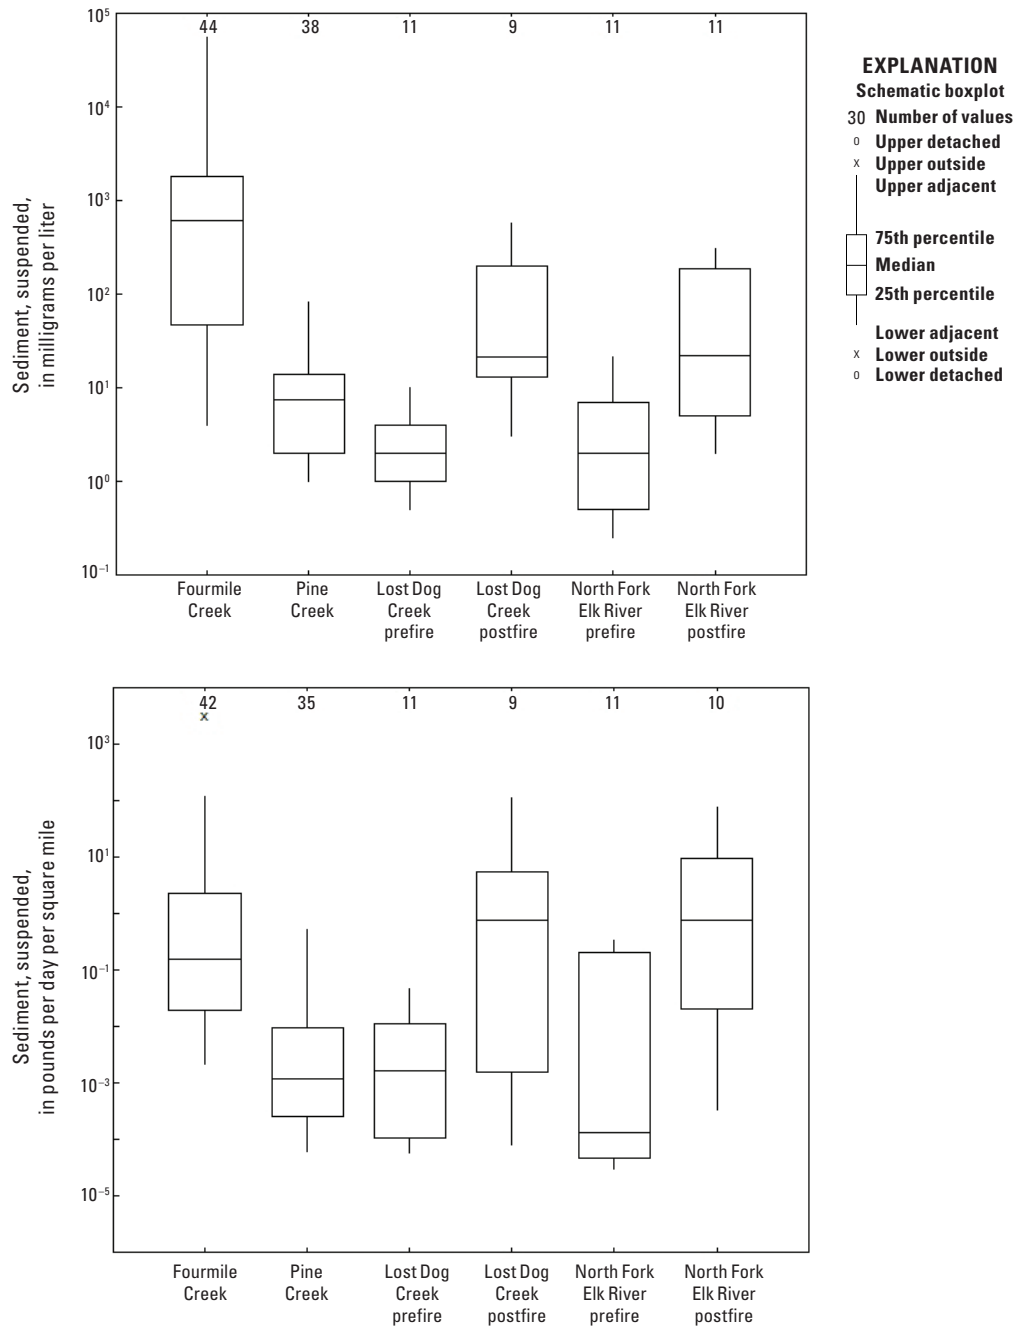 10⁵
44 38 11 9 11 11
10⁴
10³
10²
10¹
10⁰
10⁻¹
Sediment, suspended,
in milligrams per liter
Fourmile
Creek
Pine
Creek
Lost Dog
Creek
prefire
Lost Dog
Creek
postfire
North Fork
Elk River
prefire
North Fork
Elk River
postfire
EXPLANATION
Schematic boxplot
30 Number of values
o Upper detached
x Upper outside
Upper adjacent
75th percentile
Median
25th percentile
Lower adjacent
x Lower outside
o Lower detached
42 35 11 9 11 10
x
10³
10¹
10⁻¹
10⁻³
10⁻⁵
Sediment, suspended,
in pounds per day per square mile
Fourmile
Creek
Pine
Creek
Lost Dog
Creek
prefire
Lost Dog
Creek
postfire
North Fork
Elk River
prefire
North Fork
Elk River
postfire